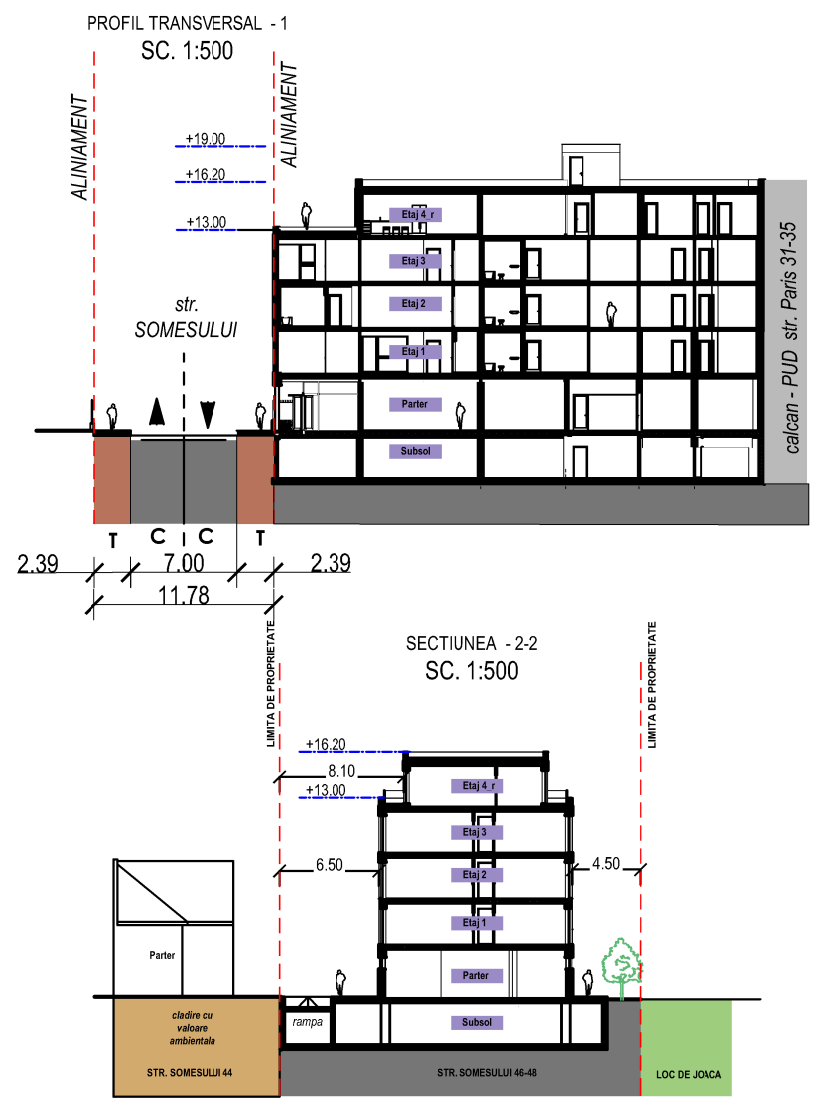 PROFIL TRANSVERSAL - 1
SC. 1:500
ALINIAMENT
ALINIAMENT
+19.00
+16.20
+13.00
str.
SOMESULUI
Etaj 4_r
Etaj 3
Etaj 2
Etaj 1
Parter
Subsol
calcan - PUD str. Paris 31-35
T
C
C
T
2.39
7.00
2.39
11.78
SECTIUNEA - 2-2
SC. 1:500
LIMITA DE PROPRIETATE
LIMITA DE PROPRIETATE
+16.20
8.10
+13.00
Etaj 4_r
Etaj 3
6.50
4.50
Etaj 2
Etaj 1
Parter
Parter
cladire cu
valoare
ambientala
rampa
Subsol
STR. SOMESULUI 44
STR. SOMESULUI 46-48
LOC DE JOACA